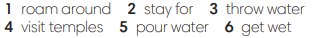 1 roam around 2 stay for 3 throw water
4 visit temples 5 pour water 6 get wet